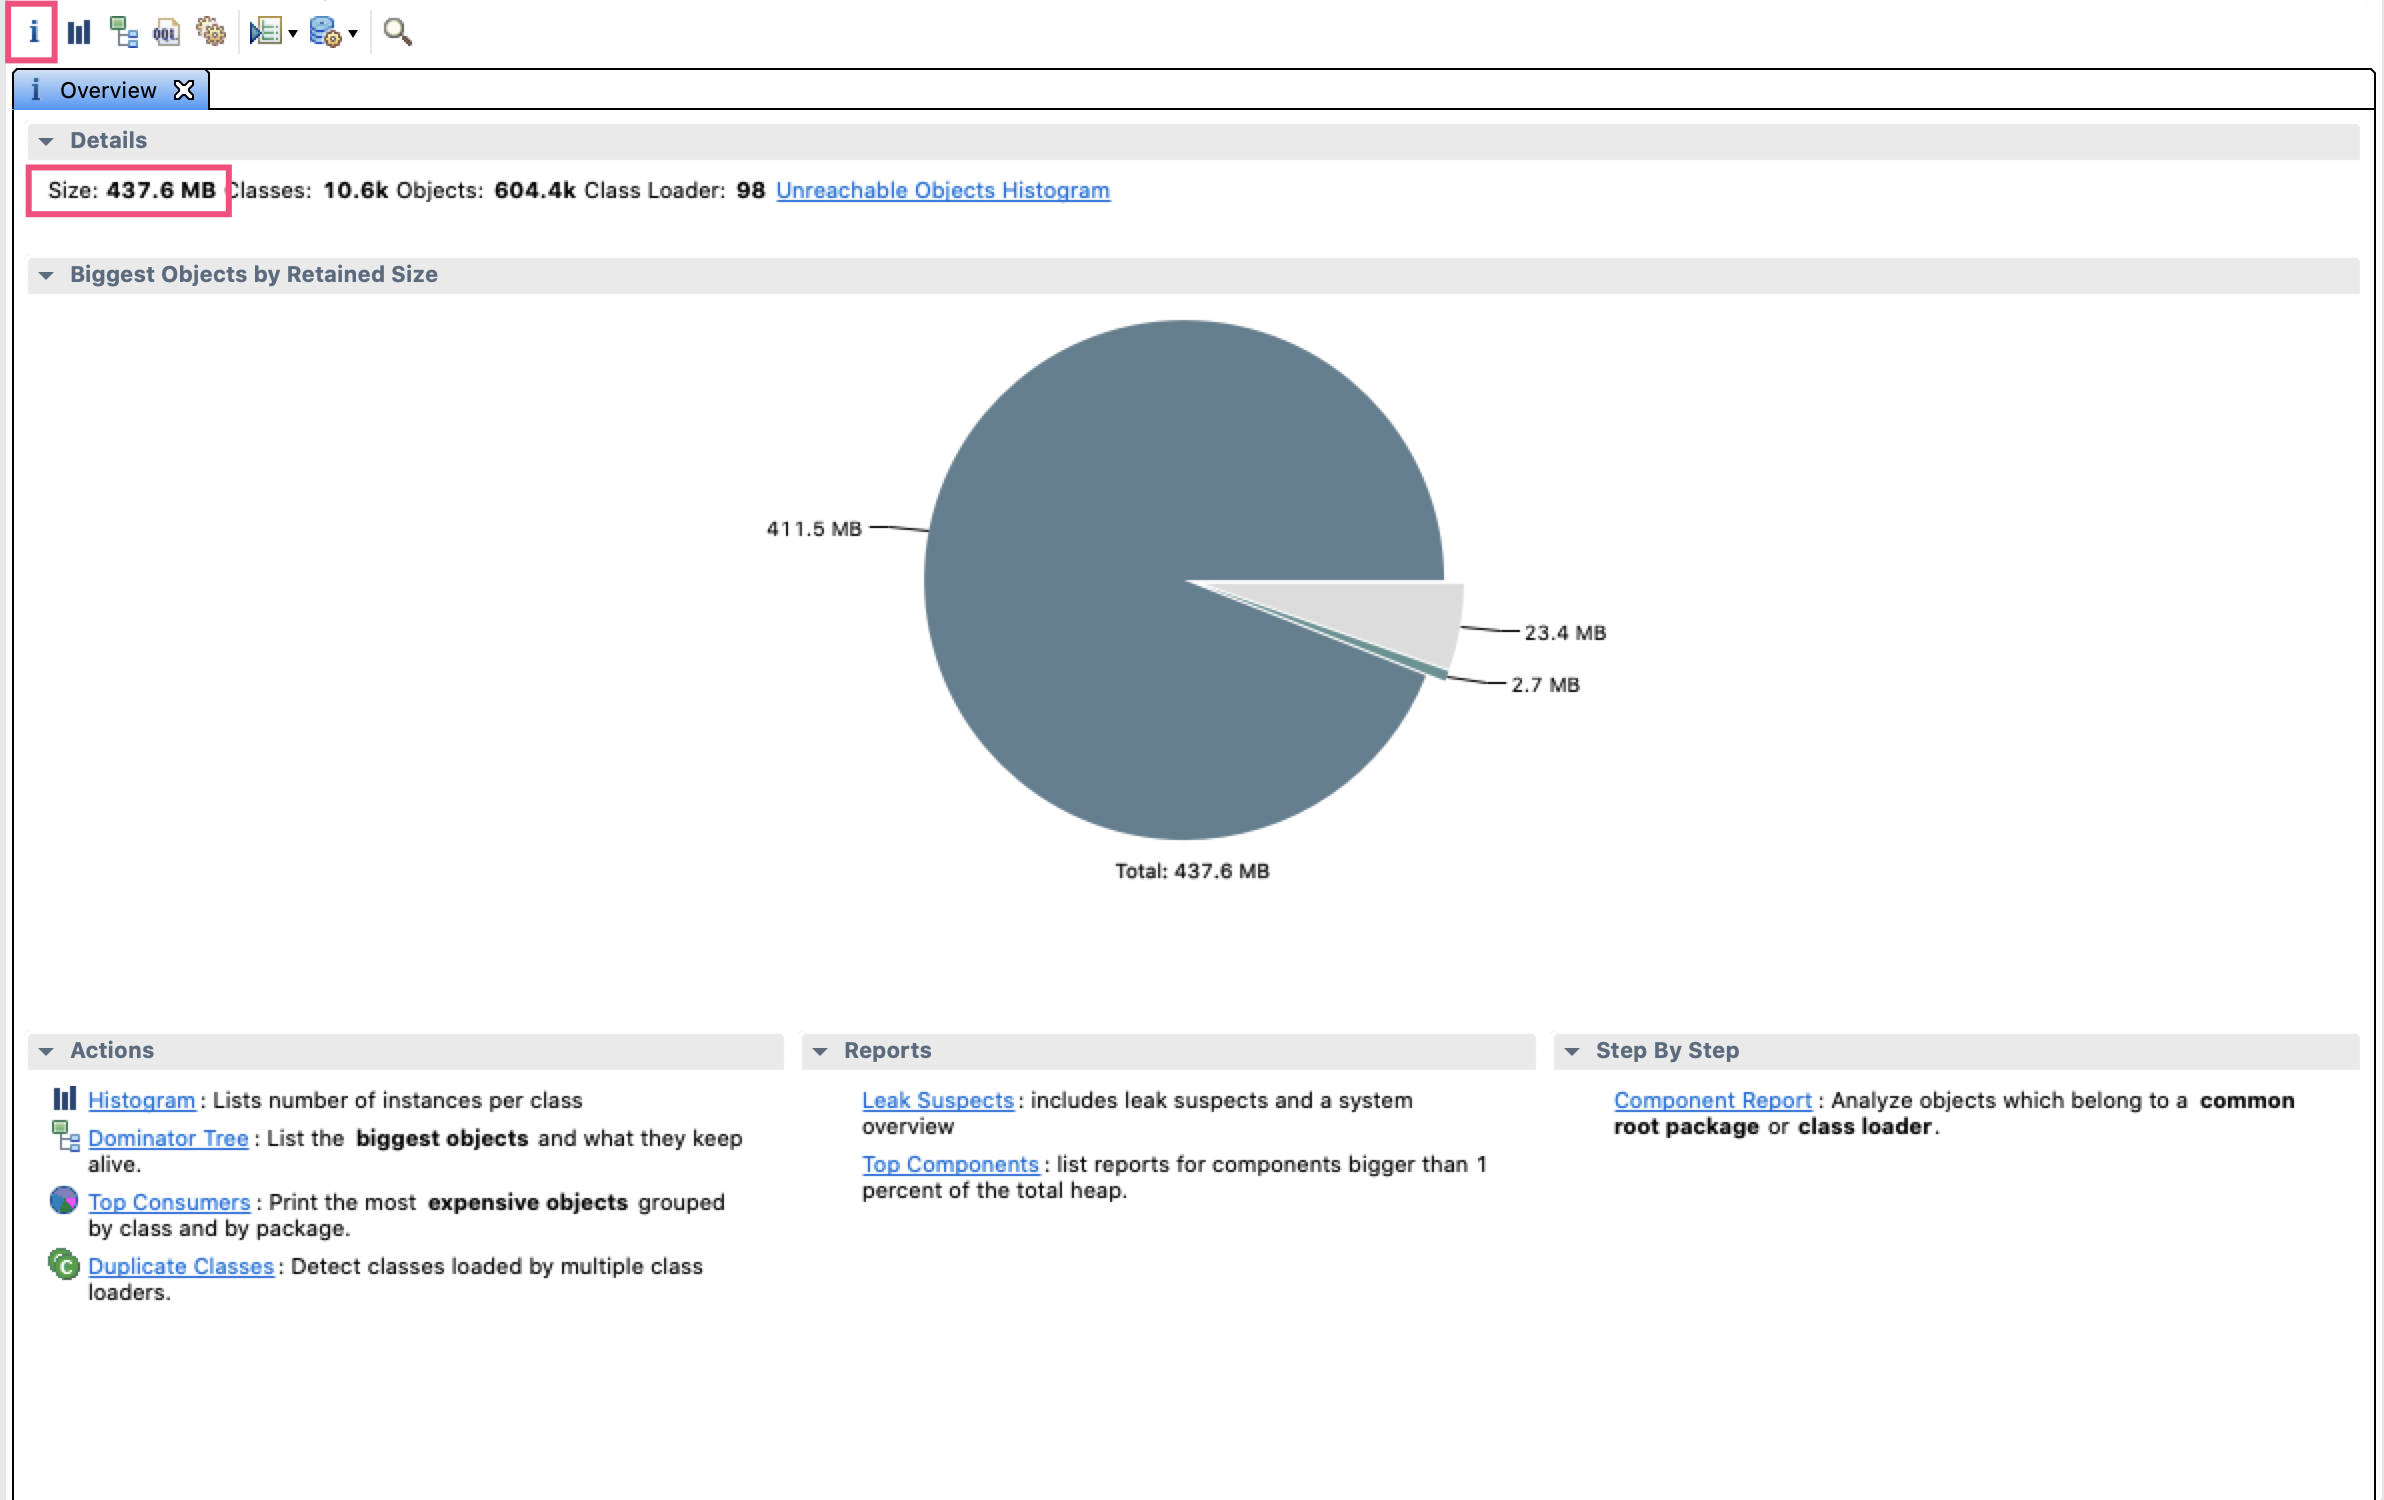 i
OQL
i Overview
Details
Size: 437.6 MB Classes: 10.6k Objects: 604.4k Class Loader: 98 Unreachable Objects Histogram
Biggest Objects by Retained Size
411.5 MB
23.4 MB
2.7 MB
Total: 437.6 MB
Actions
Histogram: Lists number of instances per class
Dominator Tree: List the biggest objects and what they keep
alive.
Top Consumers: Print the most expensive objects grouped
by class and by package.
C Duplicate Classes: Detect classes loaded by multiple class
loaders.
Reports
Leak Suspects: includes leak suspects and a system
overview
Top Components: list reports for components bigger than 1
percent of the total heap.
Step By Step
Component Report : Analyze objects which belong to a common
root package or class loader.